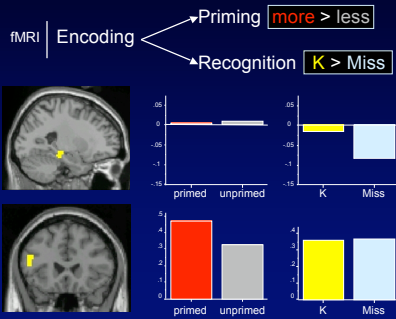 Priming more > less
fMRI Encoding
Recognition K > Miss
.05 .05
0 0
-.05 -.05
-.1 -.1
-.15 -.15
primed unprimed K Miss
.5 .5
.4 .4
.3 .3
.2 .2
.1 .1
0 0
primed unprimed K Miss